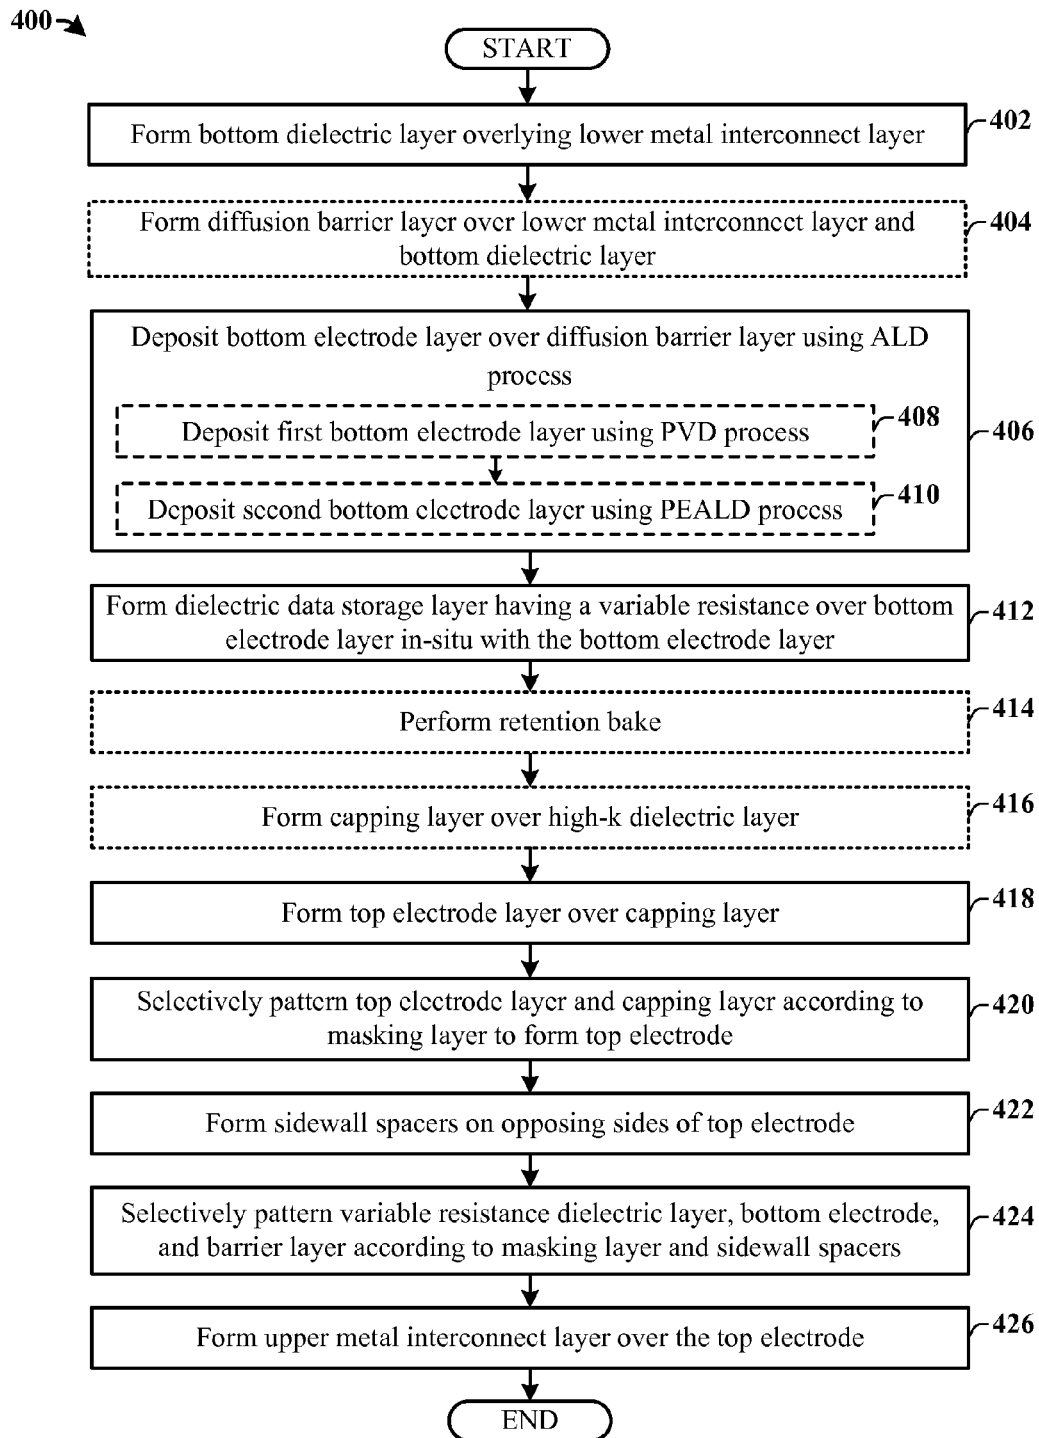 400
START
Form bottom dielectric layer overlying lower metal interconnect layer
402
Form diffusion barrier layer over lower metal interconnect layer and
bottom dielectric layer
404
Deposit bottom electrode layer over diffusion barrier layer using ALD
process
406
Deposit first bottom electrode layer using PVD process
408
Deposit second bottom electrode layer using PEALD process
410
Form dielectric data storage layer having a variable resistance over bottom
electrode layer in-situ with the bottom electrode layer
412
Perform retention bake
414
Form capping layer over high-k dielectric layer
416
Form top electrode layer over capping layer
418
Selectively pattern top electrode layer and capping layer according to
masking layer to form top electrode
420
Form sidewall spacers on opposing sides of top electrode
422
Selectively pattern variable resistance dielectric layer, bottom electrode,
and barrier layer according to masking layer and sidewall spacers
424
Form upper metal interconnect layer over the top electrode
426
END